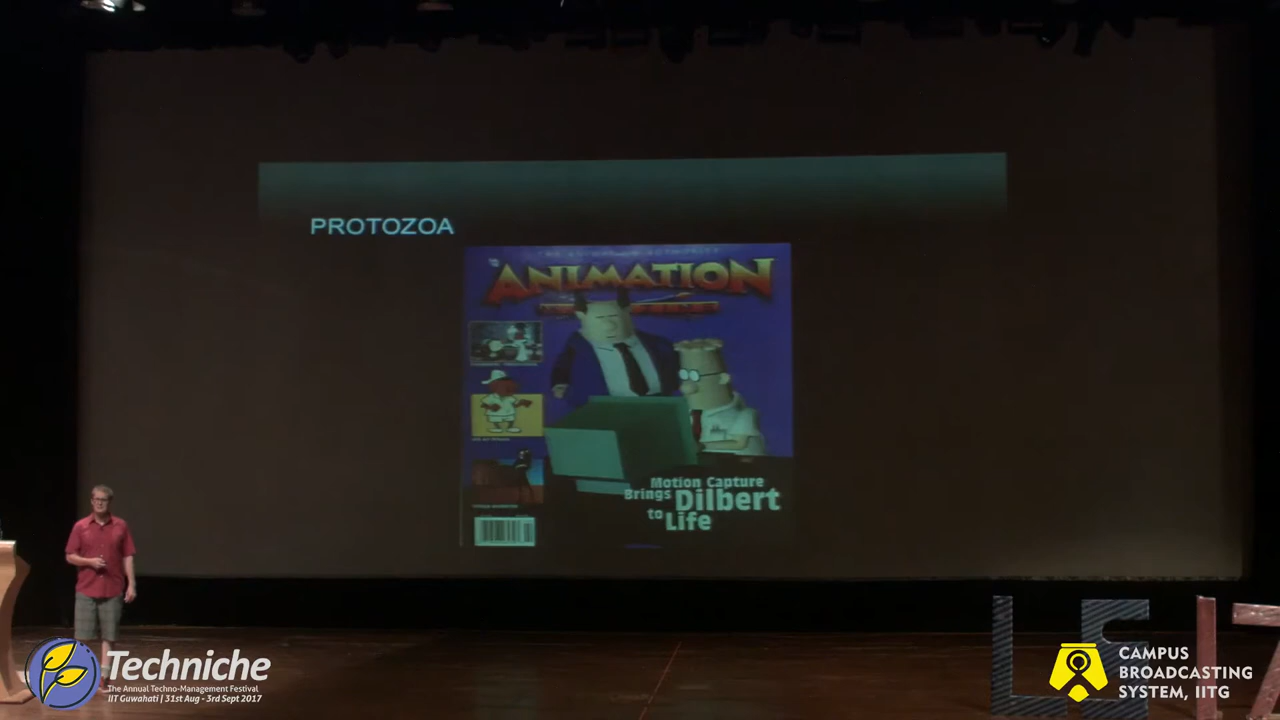 PROTOZOA
ANIMATION
Motion Capture
Brings Dilbert
to Life
Techniche
The Annual Techno-Management Festival
IIT Guwahati | 31st Aug - 3rd Sept 2017
CAMPUS
BROADCASTING
SYSTEM, IITG